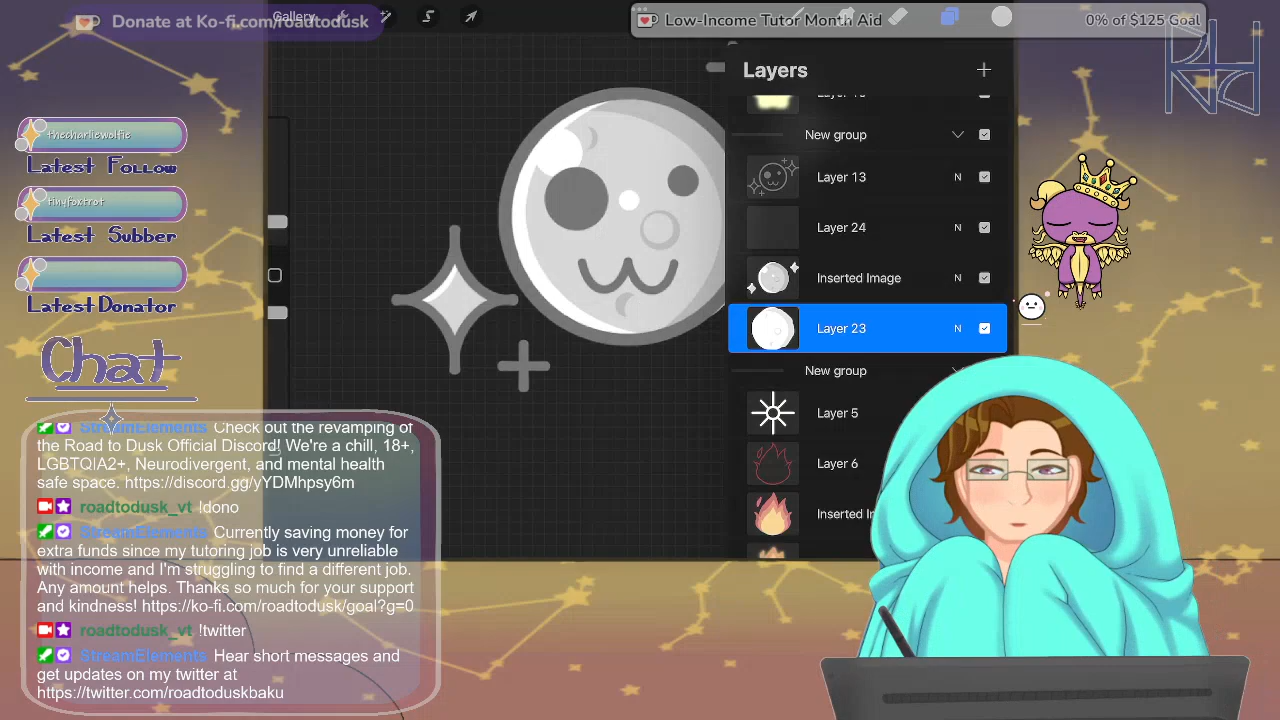 Donate at Ko-fi.com/roadtodusk
Gallery
Low-Income Tutor Month Aid
0% of $125 Goal
Layers
New group
Layer 13
N
Layer 24
N
Inserted Image
N
Layer 23
N
New group
Layer 5
Layer 6
thecharliewolfie
Latest Follow
tinyfoxtrot
Latest Subber
Latest Donator
Chat
StreamElements Check out the revamping of
the Road to Dusk Official Discord! We're a chill, 18+,
LGBTQIA2+, Neurodivergent, and mental health
safe space. https://discord.gg/yYDMhpsy6m
roadtodusk_vt !dono
StreamElements Currently saving money for
extra funds since my tutoring job is very unreliable
with income and I'm struggling to find a different job.
Any amount helps. Thanks so much for your support
and kindness! https://ko-fi.com/roadtodusk/goal?g=0
roadtodusk_vt !twitter
StreamElements Hear short messages and
get updates on my twitter at
https://twitter.com/roadtoduskbaku